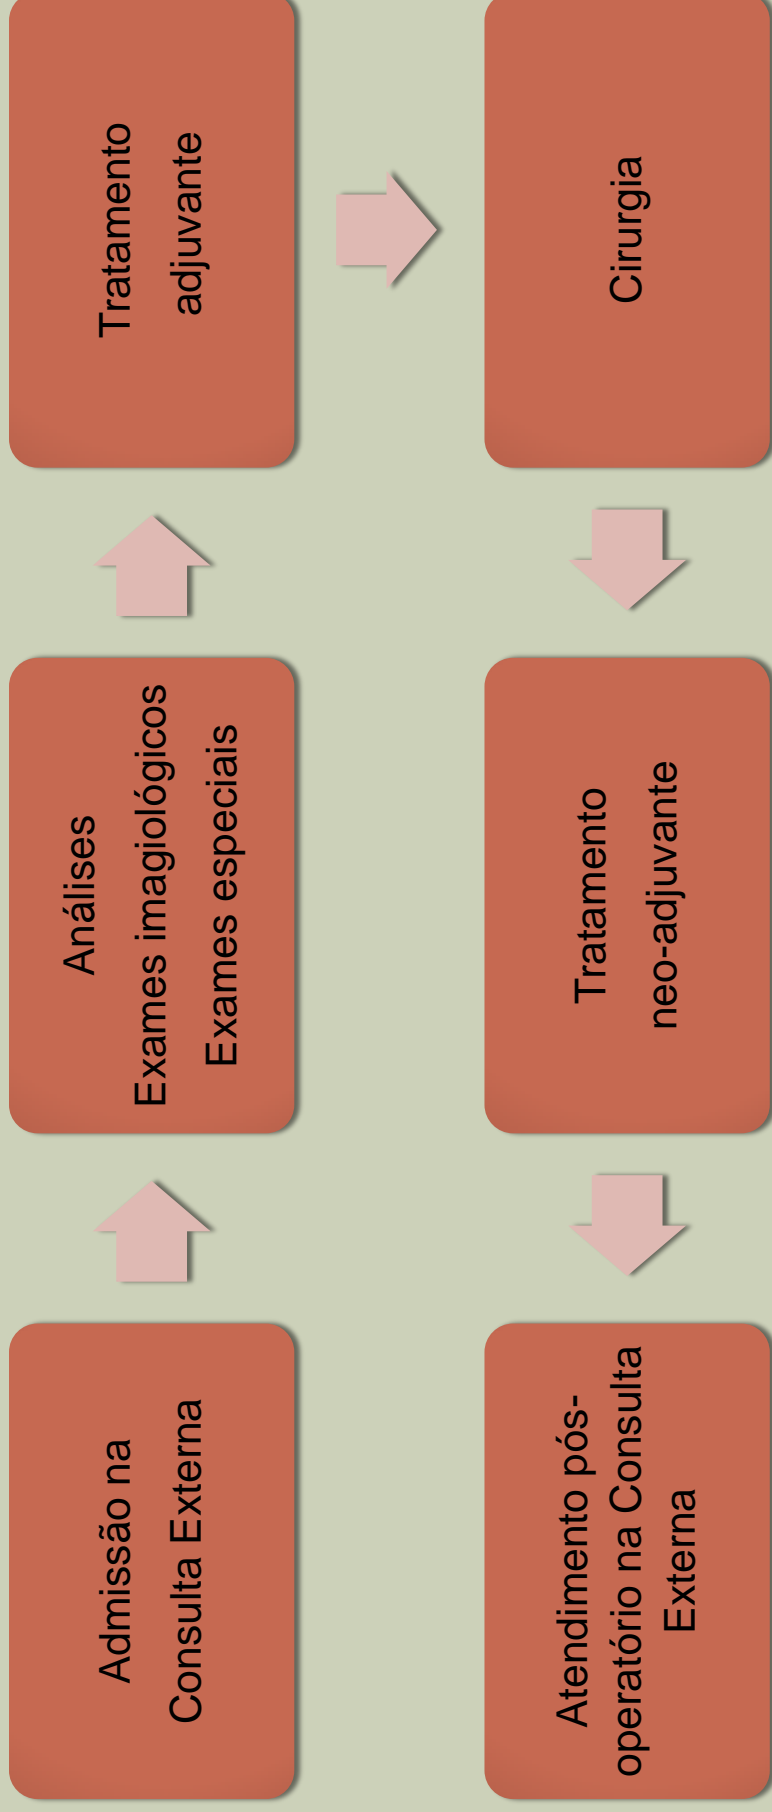 Admissão na
Consulta Externa
Análises
Exames imagiológicos
Exames especiais
Tratamento
adjuvante
Cirurgia
Tratamento
neo-adjuvante
Atendimento pós-
operatório na Consulta
Externa